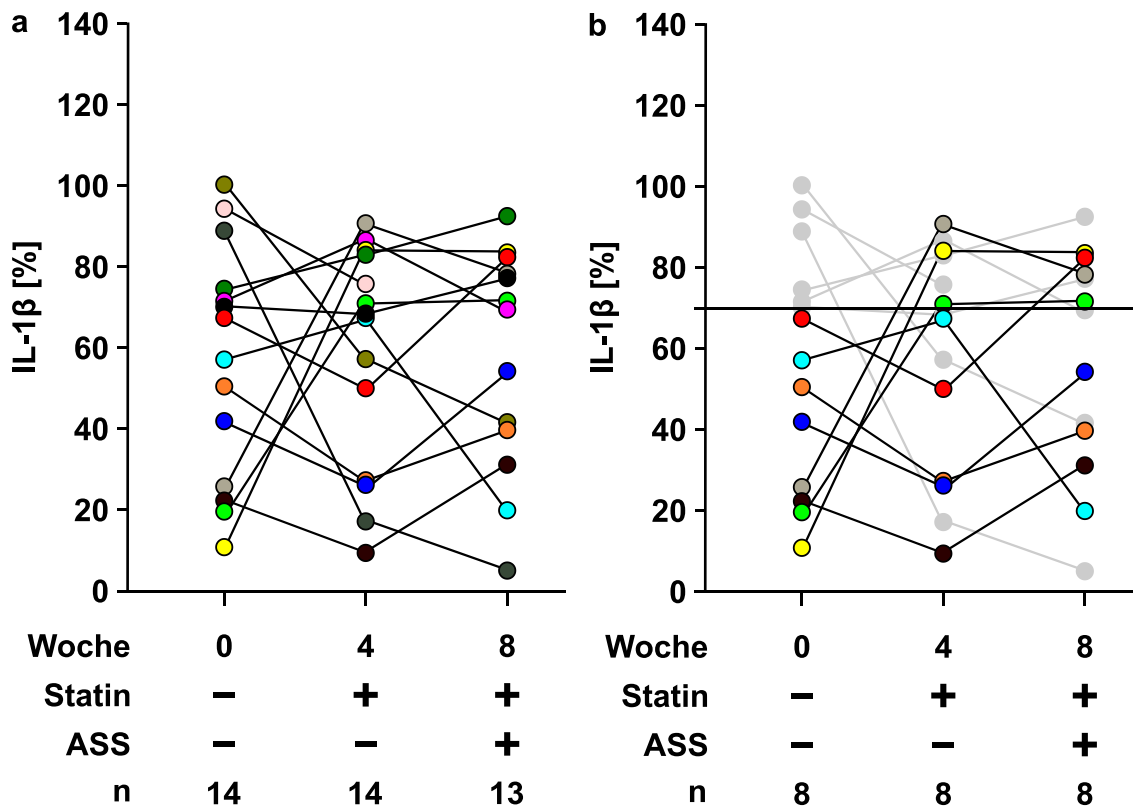 a
IL-1β [%]
140
120
100
80
60
40
20
0
Woche 0 4 8
Statin − + +
ASS − − +
n 14 14 13
b
IL-1β [%]
140
120
100
80
60
40
20
0
Woche 0 4 8
Statin − + +
ASS − − +
n 8 8 8